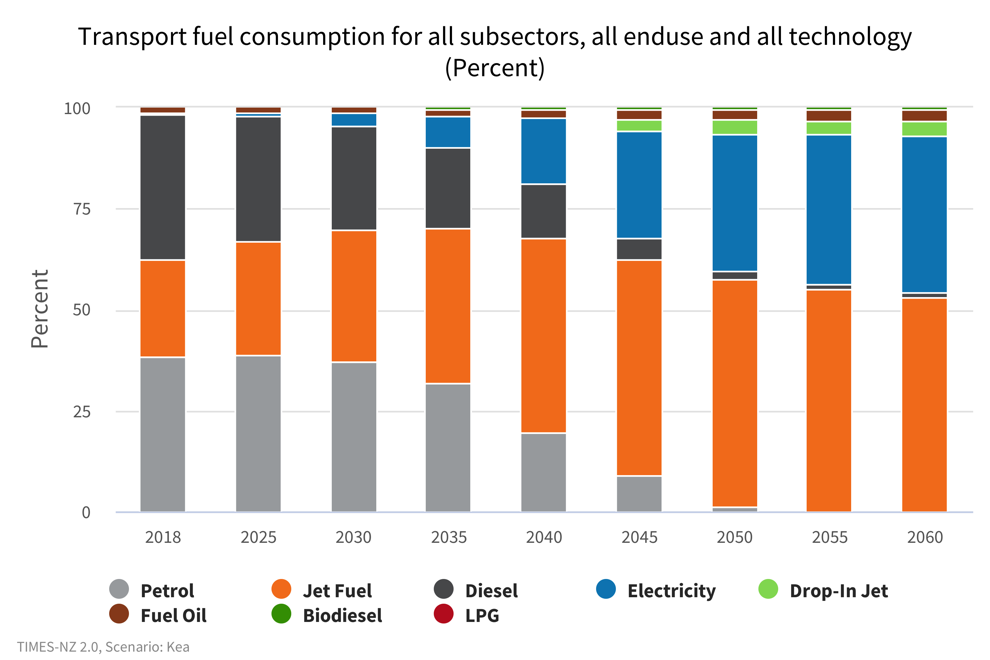 Transport fuel consumption for all subsectors, all enduse and all technology
(Percent)
Percent
100
75
50
25
0
2018 2025 2030 2035 2040 2045 2050 2055 2060
Petrol Jet Fuel Diesel Electricity Drop-In Jet
Fuel Oil Biodiesel LPG
TIMES-NZ 2.0, Scenario: Kea